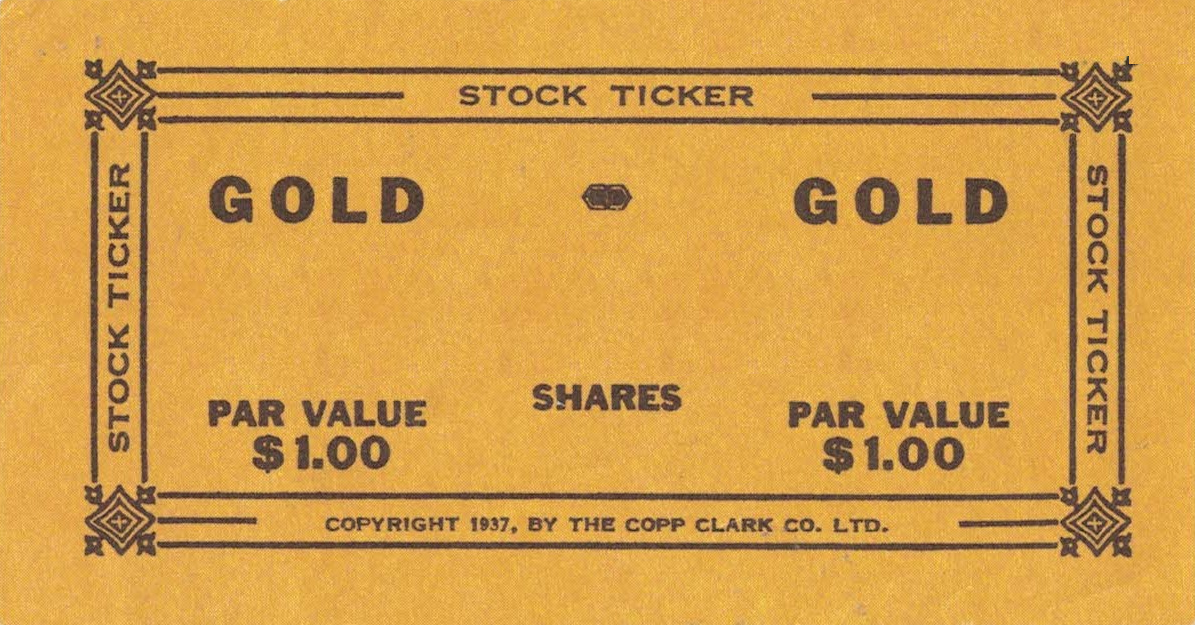 STOCK TICKER
GOLD GOLD
STOCK TICKER
STOCK TICKER
SHARES
PAR VALUE PAR VALUE
$1.00 $1.00
COPYRIGHT 1937, BY THE COPP CLARK CO. LTD.